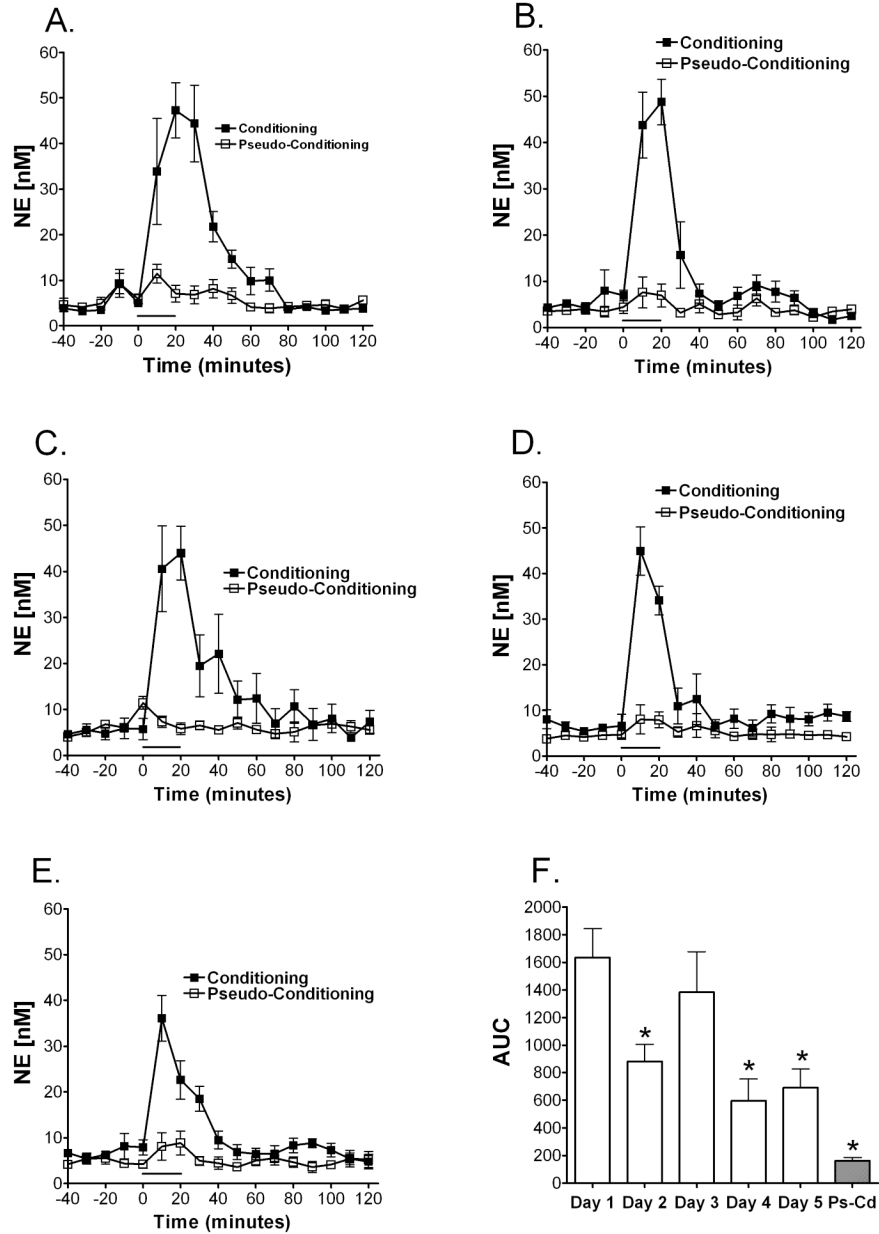 A.
NE [nM]
60
50
40
30
20
10
0
Conditioning
Pseudo-Conditioning
-40 -20 0 20 40 60 80 100 120
Time (minutes)
B.
NE [nM]
60
50
40
30
20
10
0
Conditioning
Pseudo-Conditioning
-40 -20 0 20 40 60 80 100 120
Time (minutes)
C.
NE [nM]
60
50
40
30
20
10
0
Conditioning
Pseudo-Conditioning
-40 -20 0 20 40 60 80 100 120
Time (minutes)
D.
NE [nM]
60
50
40
30
20
10
0
Conditioning
Pseudo-Conditioning
-40 -20 0 20 40 60 80 100 120
Time (minutes)
E.
NE [nM]
60
50
40
30
20
10
0
Conditioning
Pseudo-Conditioning
-40 -20 0 20 40 60 80 100 120
Time (minutes)
F.
AUC
2000
1800
1600
1400
1200
1000
800
600
400
200
0
* * * *
Day 1 Day 2 Day 3 Day 4 Day 5 Ps-Cd